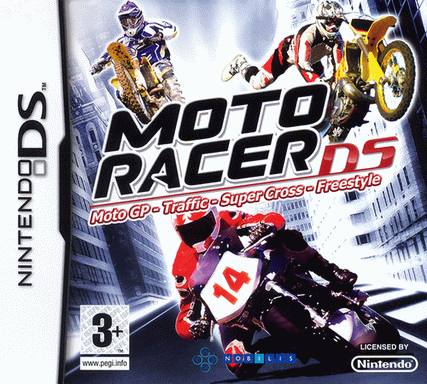 NINTENDO DS™
MOTO
RACER DS
Moto GP - Traffic - Super Cross - Freestyle
14
3+
www.pegi.info
NOBILIS
LICENSED BY
Nintendo